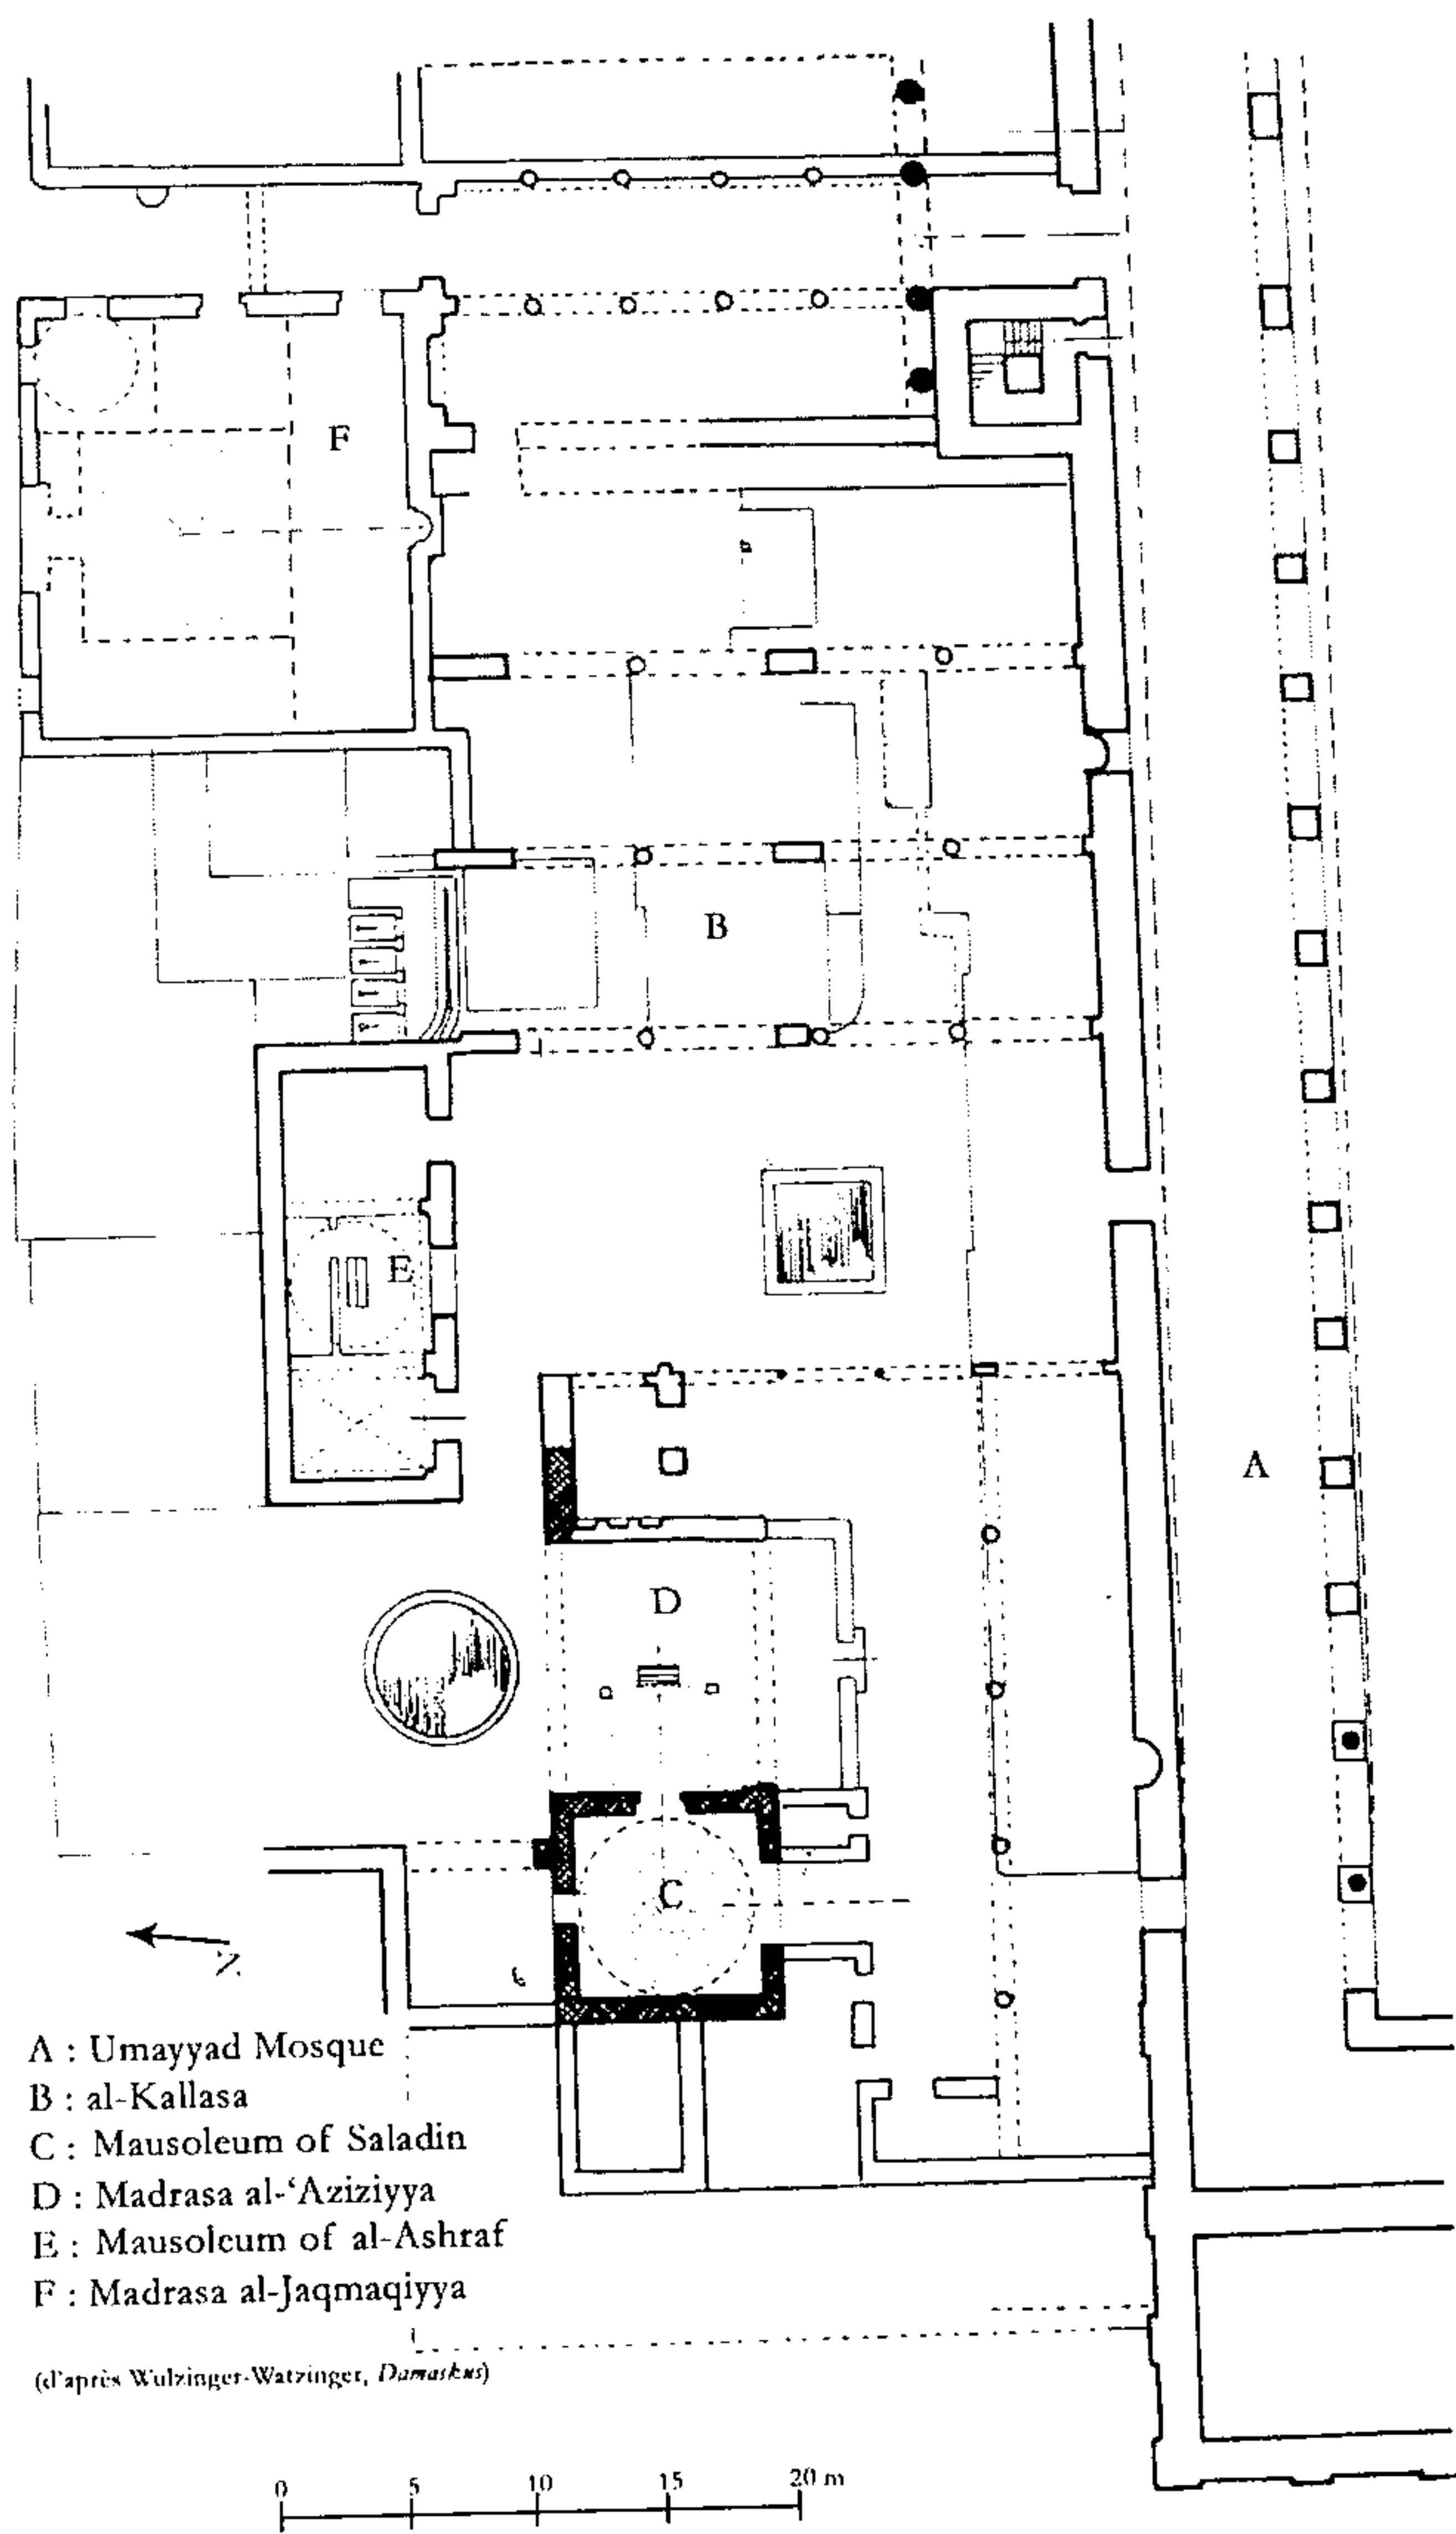 F
B
E
A
D
C
N
A : Umayyad Mosque
B : al-Kallasa
C : Mausoleum of Saladin
D : Madrasa al-‘Aziziyya
E : Mausoleum of al-Ashraf
F : Madrasa al-Jaqmaqiyya
(d'après Wulzinger-Watzinger, Damaskus)
0 5 10 15 20 m